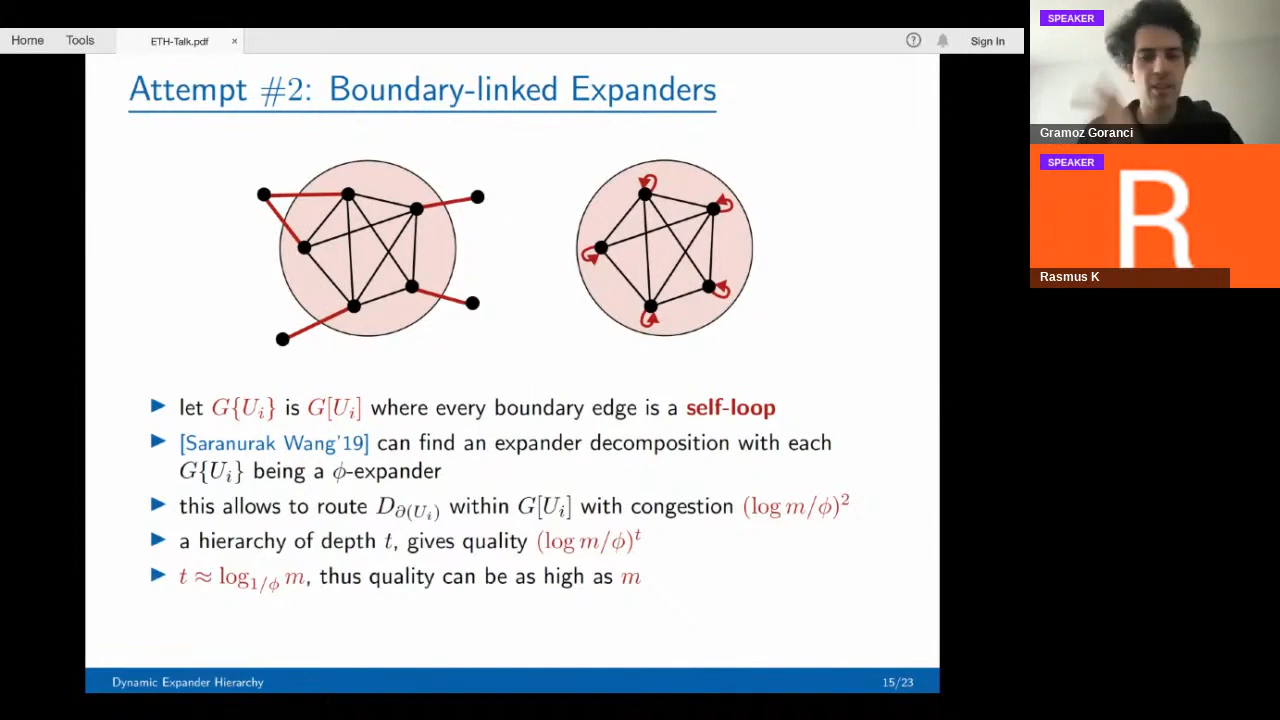 Home Tools ETH-Talk.pdf × ? Sign In
Attempt #2: Boundary-linked Expanders
let G{U_i} is G[U_i] where every boundary edge is a self-loop
[Saranurak Wang'19] can find an expander decomposition with each
G{U_i} being a ϕ-expander
this allows to route D_{∂(U_i)} within G[U_i] with congestion (log m/ϕ)^2
a hierarchy of depth t, gives quality (log m/ϕ)^t
t ≈ log_{1/ϕ} m, thus quality can be as high as m
Dynamic Expander Hierarchy 15/23
SPEAKER
Gramoz Goranci
SPEAKER
R
Rasmus K